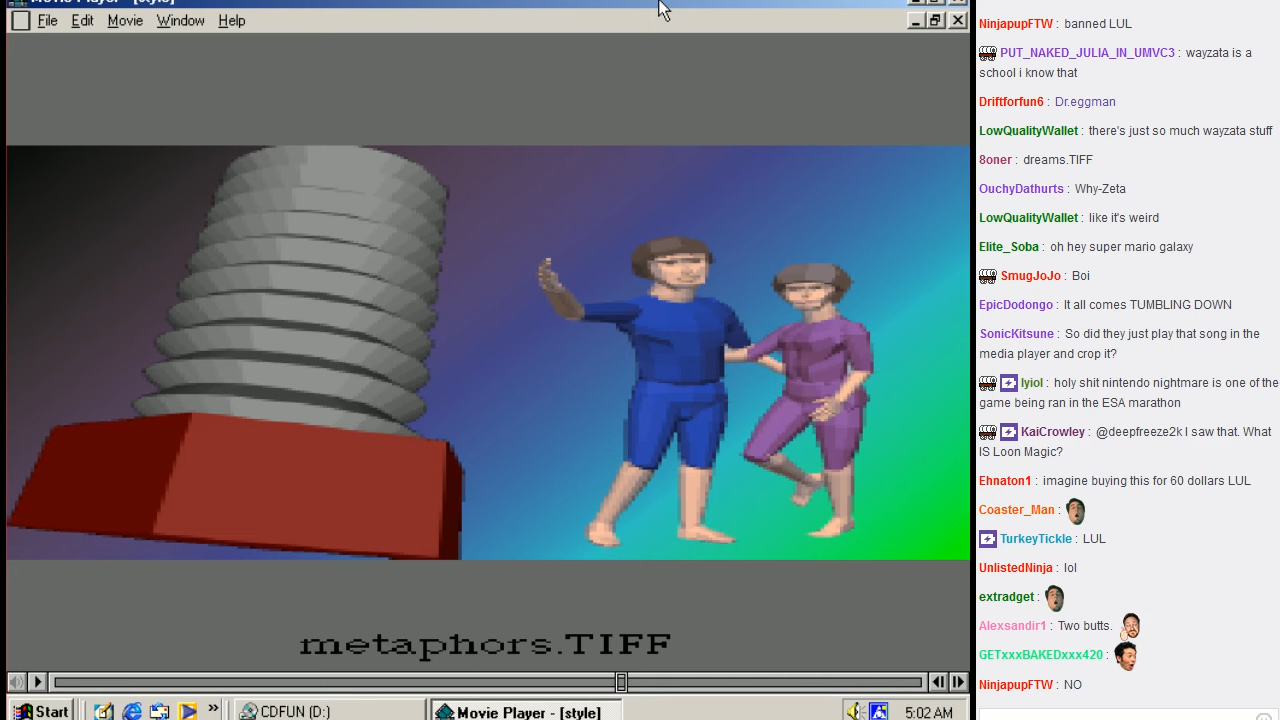 Movie Player - [style]
File Edit Movie Window Help
metaphors.TIFF
Start
CDFUN (D:)
Movie Player - [style]
5:02 AM
NinjapupFTW : banned LUL
PUT_NAKED_JULIA_IN_UMVC3 : wayzata is a
school i know that
Driftforfun6 : Dr.eggman
LowQualityWallet : there's just so much wayzata stuff
8oner : dreams.TIFF
OuchyDathurts : Why-Zeta
LowQualityWallet : like it's weird
Elite_Soba : oh hey super mario galaxy
SmugJoJo : Boi
EpicDodongo : It all comes TUMBLING DOWN
SonicKitsune : So did they just play that song in the
media player and crop it?
lyiol : holy shit nintendo nightmare is one of the
game being ran in the ESA marathon
KaiCrowley : @deepfreeze2k I saw that. What
IS Loon Magic?
Ehnaton1 : imagine buying this for 60 dollars LUL
Coaster_Man :
TurkeyTickle : LUL
UnlistedNinja : lol
extradget :
Alexsandir1 : Two butts.
GETxxxBAKEDxxx420 :
NinjapupFTW : NO